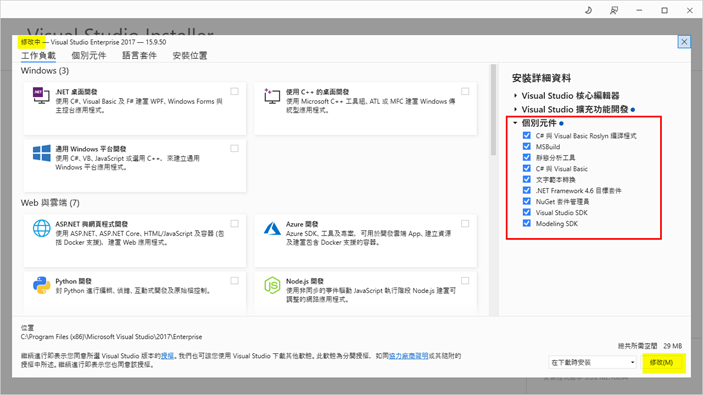 Visual Studio Installer
修改中 — Visual Studio Enterprise 2017 — 15.9.50
工作負載 個別元件 語言套件 安裝位置
Windows (3)
.NET 桌面開發
使用 C#, Visual Basic 及 F# 建置 WPF、Windows Forms 與
主控台應用程式。
使用 C++ 的桌面開發
使用 Microsoft C++ 工具組, ATL 或 MFC 建置 Windows 傳
統型應用程式。
通用 Windows 平台開發
使用 C#, VB, JavaScript 或選用 C++、來建立通用
Windows 平台應用程式。
Web 與雲端 (7)
ASP.NET 與網頁程式開發
使用 ASP.NET, ASP.NET Core, HTML/JavaScript 及容器 (包
括 Docker 支援)、建置 Web 應用程式。
Azure 開發
Azure SDK、工具及專案、可用於開發雲端 App、建立資源
及建置包含 Docker 支援的容器。
Python 開發
對 Python 進行編輯、偵錯、互動式開發及原始檔控制。
Node.js 開發
使用非同步的事件驅動 JavaScript 執行階段 Node.js 建置可
調整的網路應用程式。
安裝詳細資料
Visual Studio 核心編輯器
Visual Studio 擴充功能開發
個別元件
C# 與 Visual Basic Roslyn 編譯程式
MSBuild
靜態分析工具
C# 與 Visual Basic
文字範本轉換
.NET Framework 4.6 目標套件
NuGet 套件管理員
Visual Studio SDK
Modeling SDK
位置
C:\Program Files (x86)\Microsoft Visual Studio\2017\Enterprise
繼續進行即表示您同意所選 Visual Studio 版本的授權。我們也可讓您使用 Visual Studio 下載其他軟體。此軟體為分開授權、如同協力廠商聲明或其隨附的
授權中所述。繼續進行即表示您也同意該授權。
總共所需空間 29 MB
在下載時安裝
修改(M)